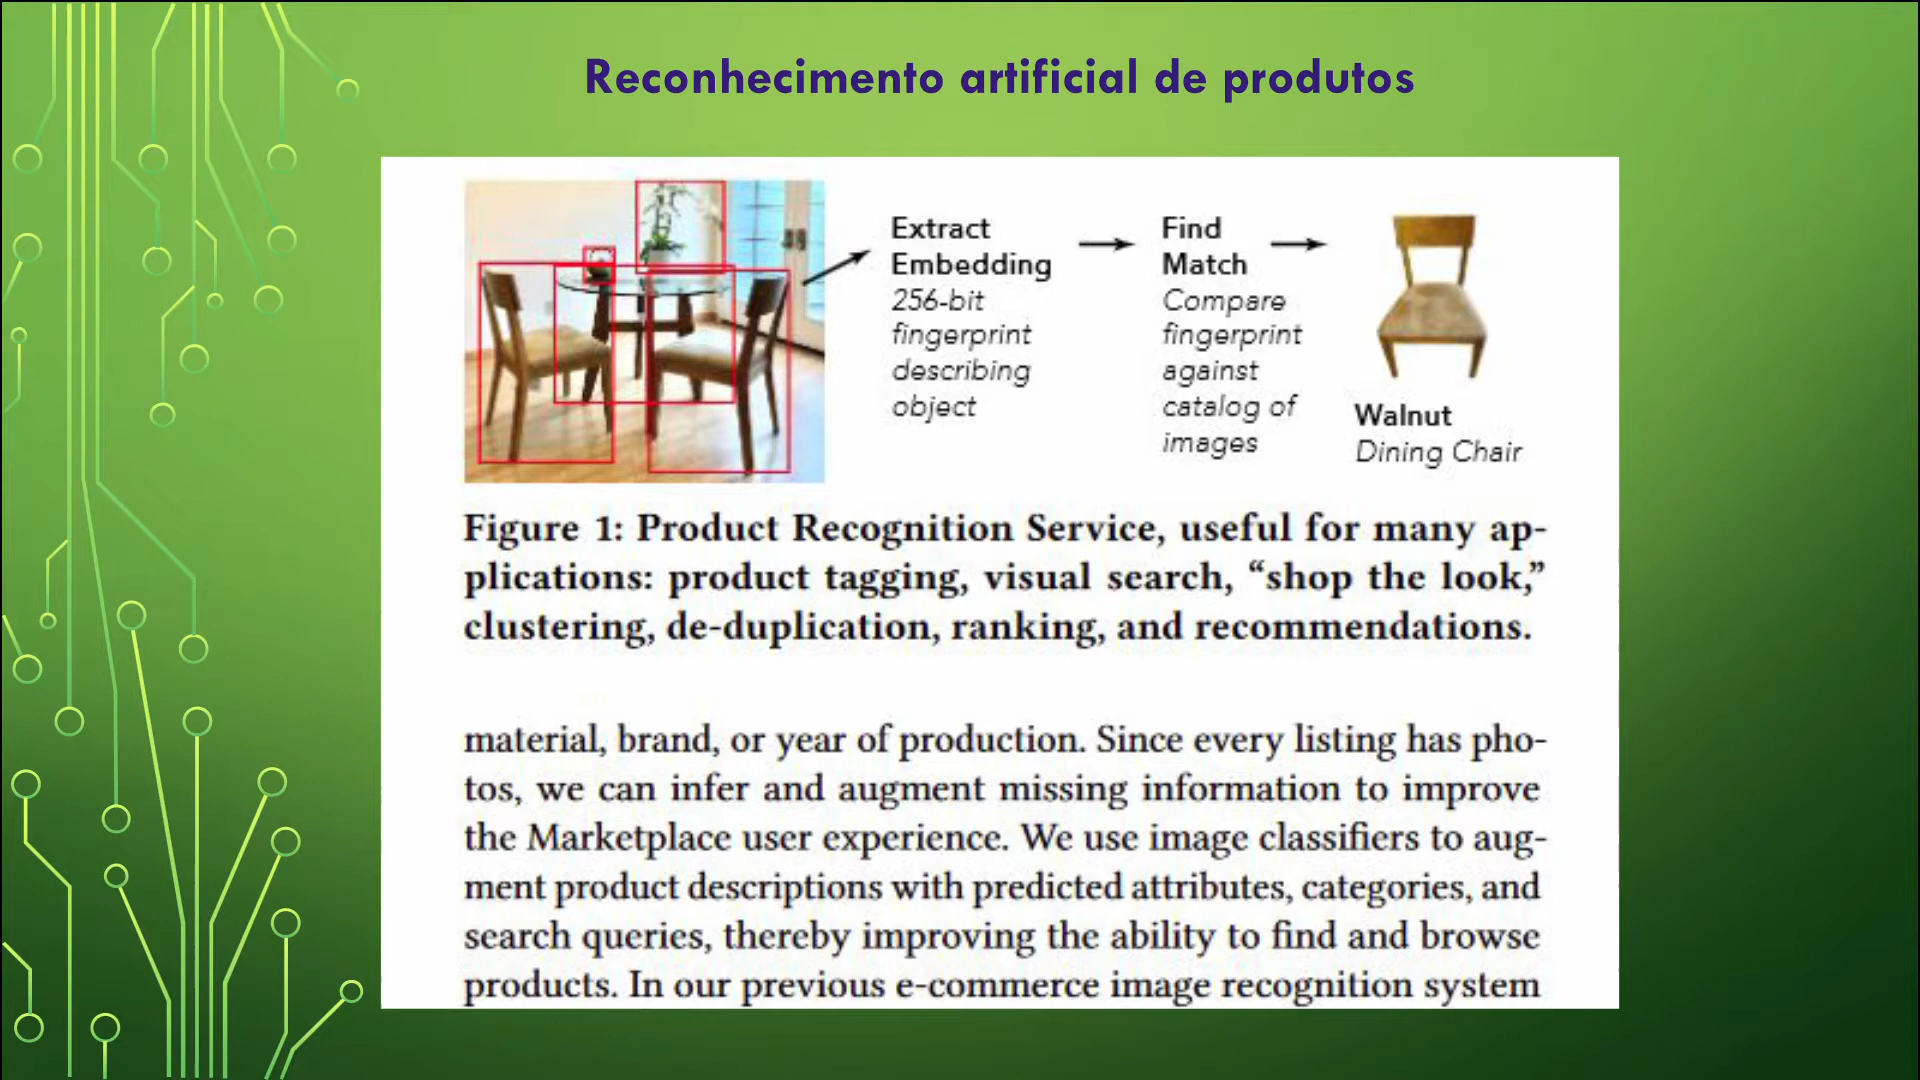 Reconhecimento artificial de produtos
Extract
Embedding
256-bit
fingerprint
describing
object
Find
Match
Compare
fingerprint
against
catalog of
images
Walnut
Dining Chair
Figure 1: Product Recognition Service, useful for many ap-
plications: product tagging, visual search, “shop the look,”
clustering, de-duplication, ranking, and recommendations.
material, brand, or year of production. Since every listing has pho-
tos, we can infer and augment missing information to improve
the Marketplace user experience. We use image classifiers to aug-
ment product descriptions with predicted attributes, categories, and
search queries, thereby improving the ability to find and browse
products. In our previous e-commerce image recognition system